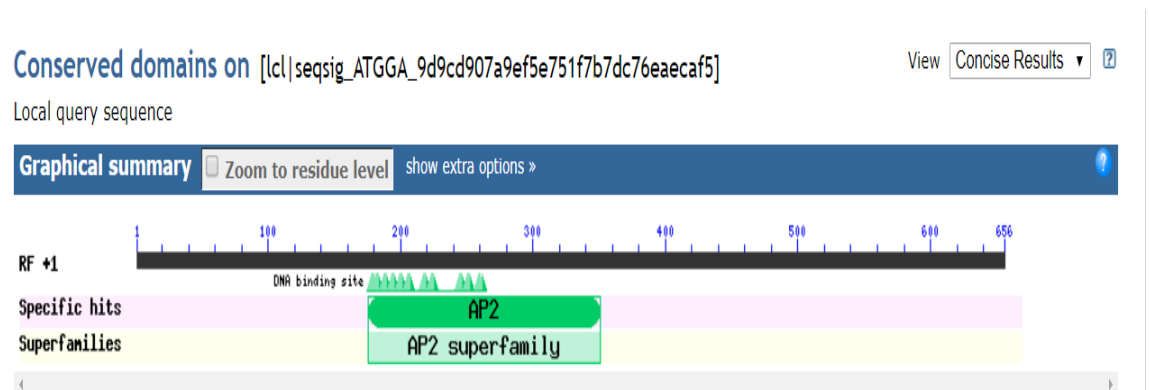 Conserved domains on [lcl|seqsig_ATGGA_9d9cd907a9ef5e751f7b7dc76eaecaf5]
View Concise Results ▼ ?
Local query sequence
Graphical summary Zoom to residue level show extra options » ?
1 100 200 300 400 500 600 656
RF +1
DNA binding site
Specific hits AP2
Superfamilies AP2 superfamily